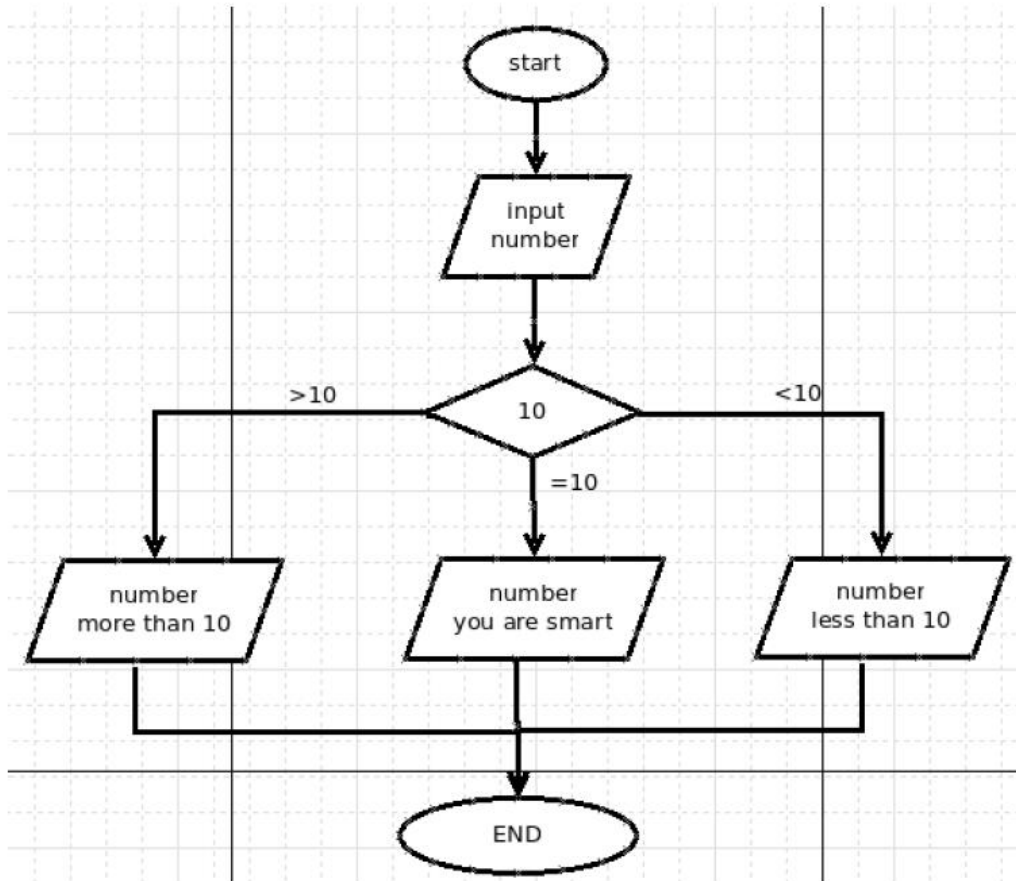 start
input
number
>10
<10
10
=10
number
more than 10
number
you are smart
number
less than 10
END